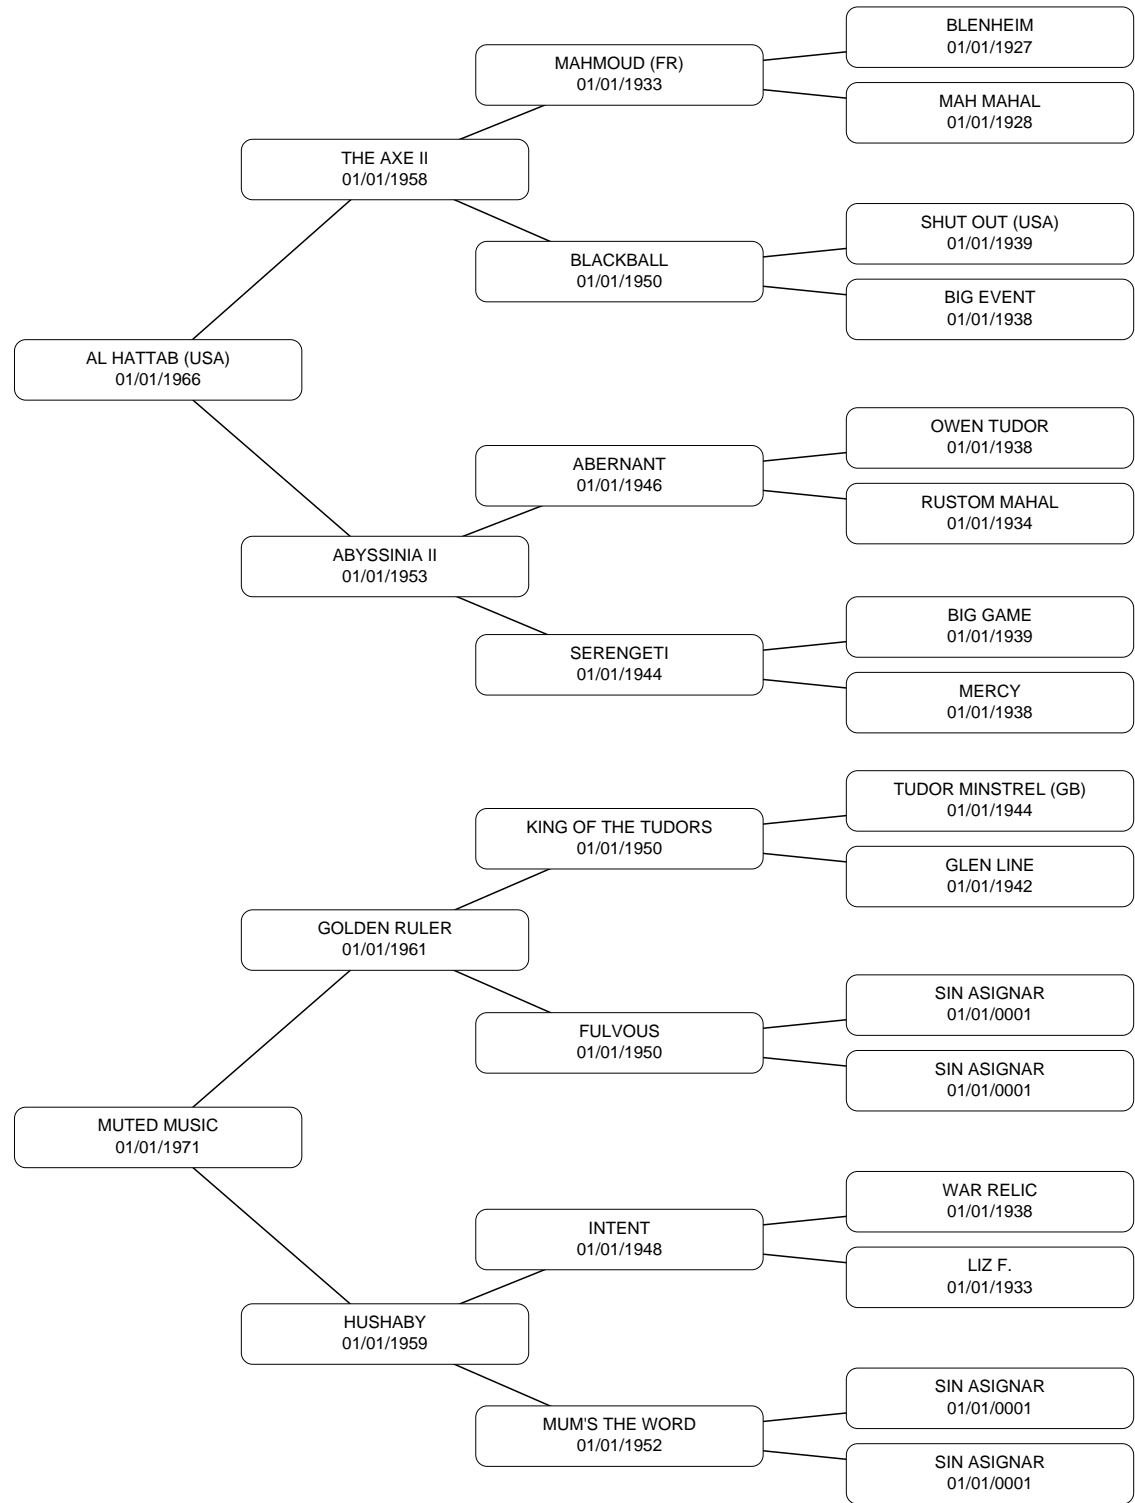 BLENHEIM
01/01/1927
MAHMOUD (FR)
01/01/1933
MAH MAHAL
01/01/1928
THE AXE II
01/01/1958
SHUT OUT (USA)
01/01/1939
BLACKBALL
01/01/1950
BIG EVENT
01/01/1938
AL HATTAB (USA)
01/01/1966
OWEN TUDOR
01/01/1938
ABERNANT
01/01/1946
RUSTOM MAHAL
01/01/1934
ABYSSINIA II
01/01/1953
BIG GAME
01/01/1939
SERENGETI
01/01/1944
MERCY
01/01/1938
TUDOR MINSTREL (GB)
01/01/1944
KING OF THE TUDORS
01/01/1950
GLEN LINE
01/01/1942
GOLDEN RULER
01/01/1961
SIN ASIGNAR
01/01/0001
FULVOUS
01/01/1950
SIN ASIGNAR
01/01/0001
MUTED MUSIC
01/01/1971
WAR RELIC
01/01/1938
INTENT
01/01/1948
LIZ F.
01/01/1933
HUSHABY
01/01/1959
SIN ASIGNAR
01/01/0001
MUM'S THE WORD
01/01/1952
SIN ASIGNAR
01/01/0001